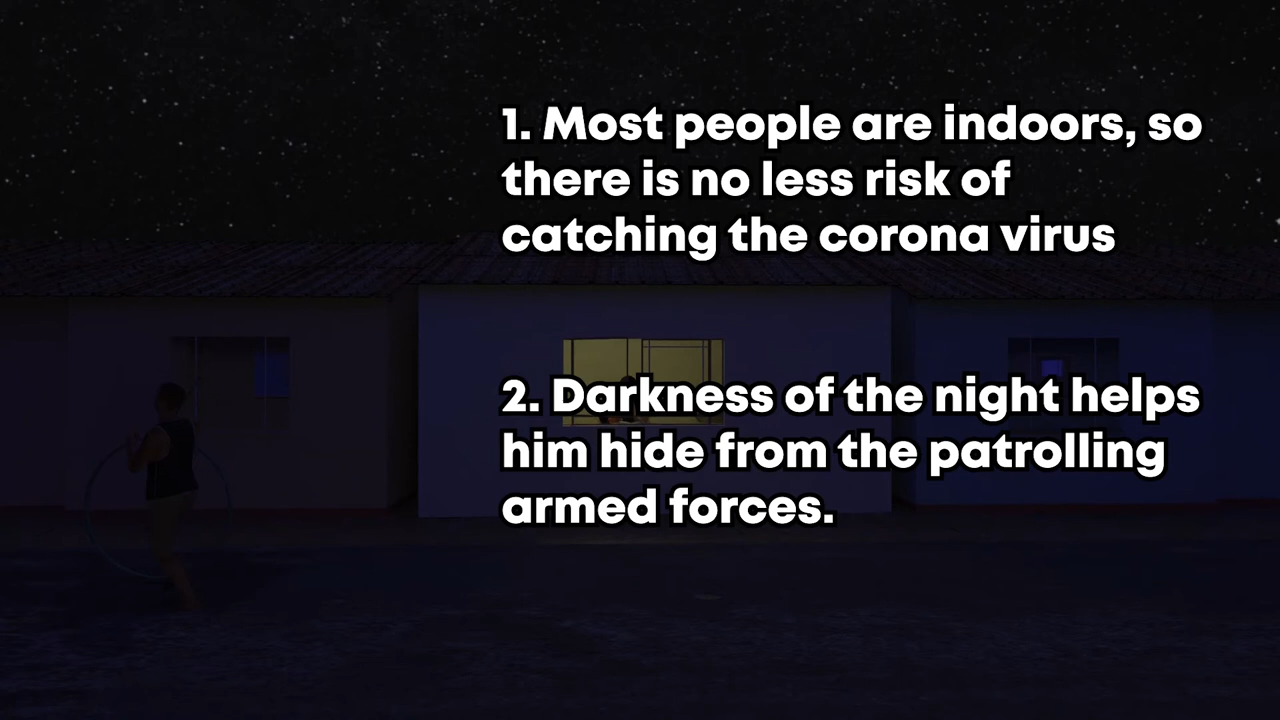 1. Most people are indoors, so
there is no less risk of
catching the corona virus
2. Darkness of the night helps
him hide from the patrolling
armed forces.